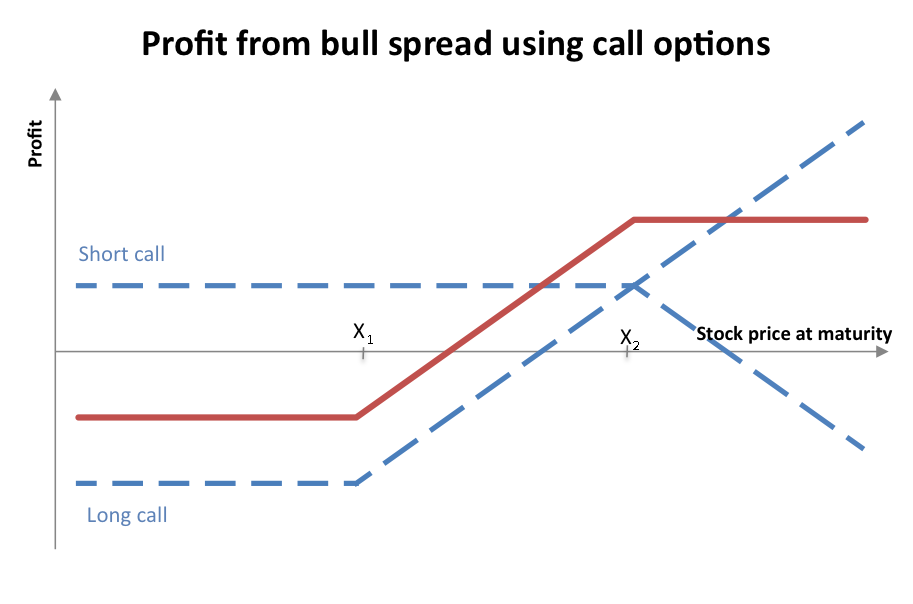 Profit from bull spread using call options
Profit
Short call
X1
X2
Stock price at maturity
Long call